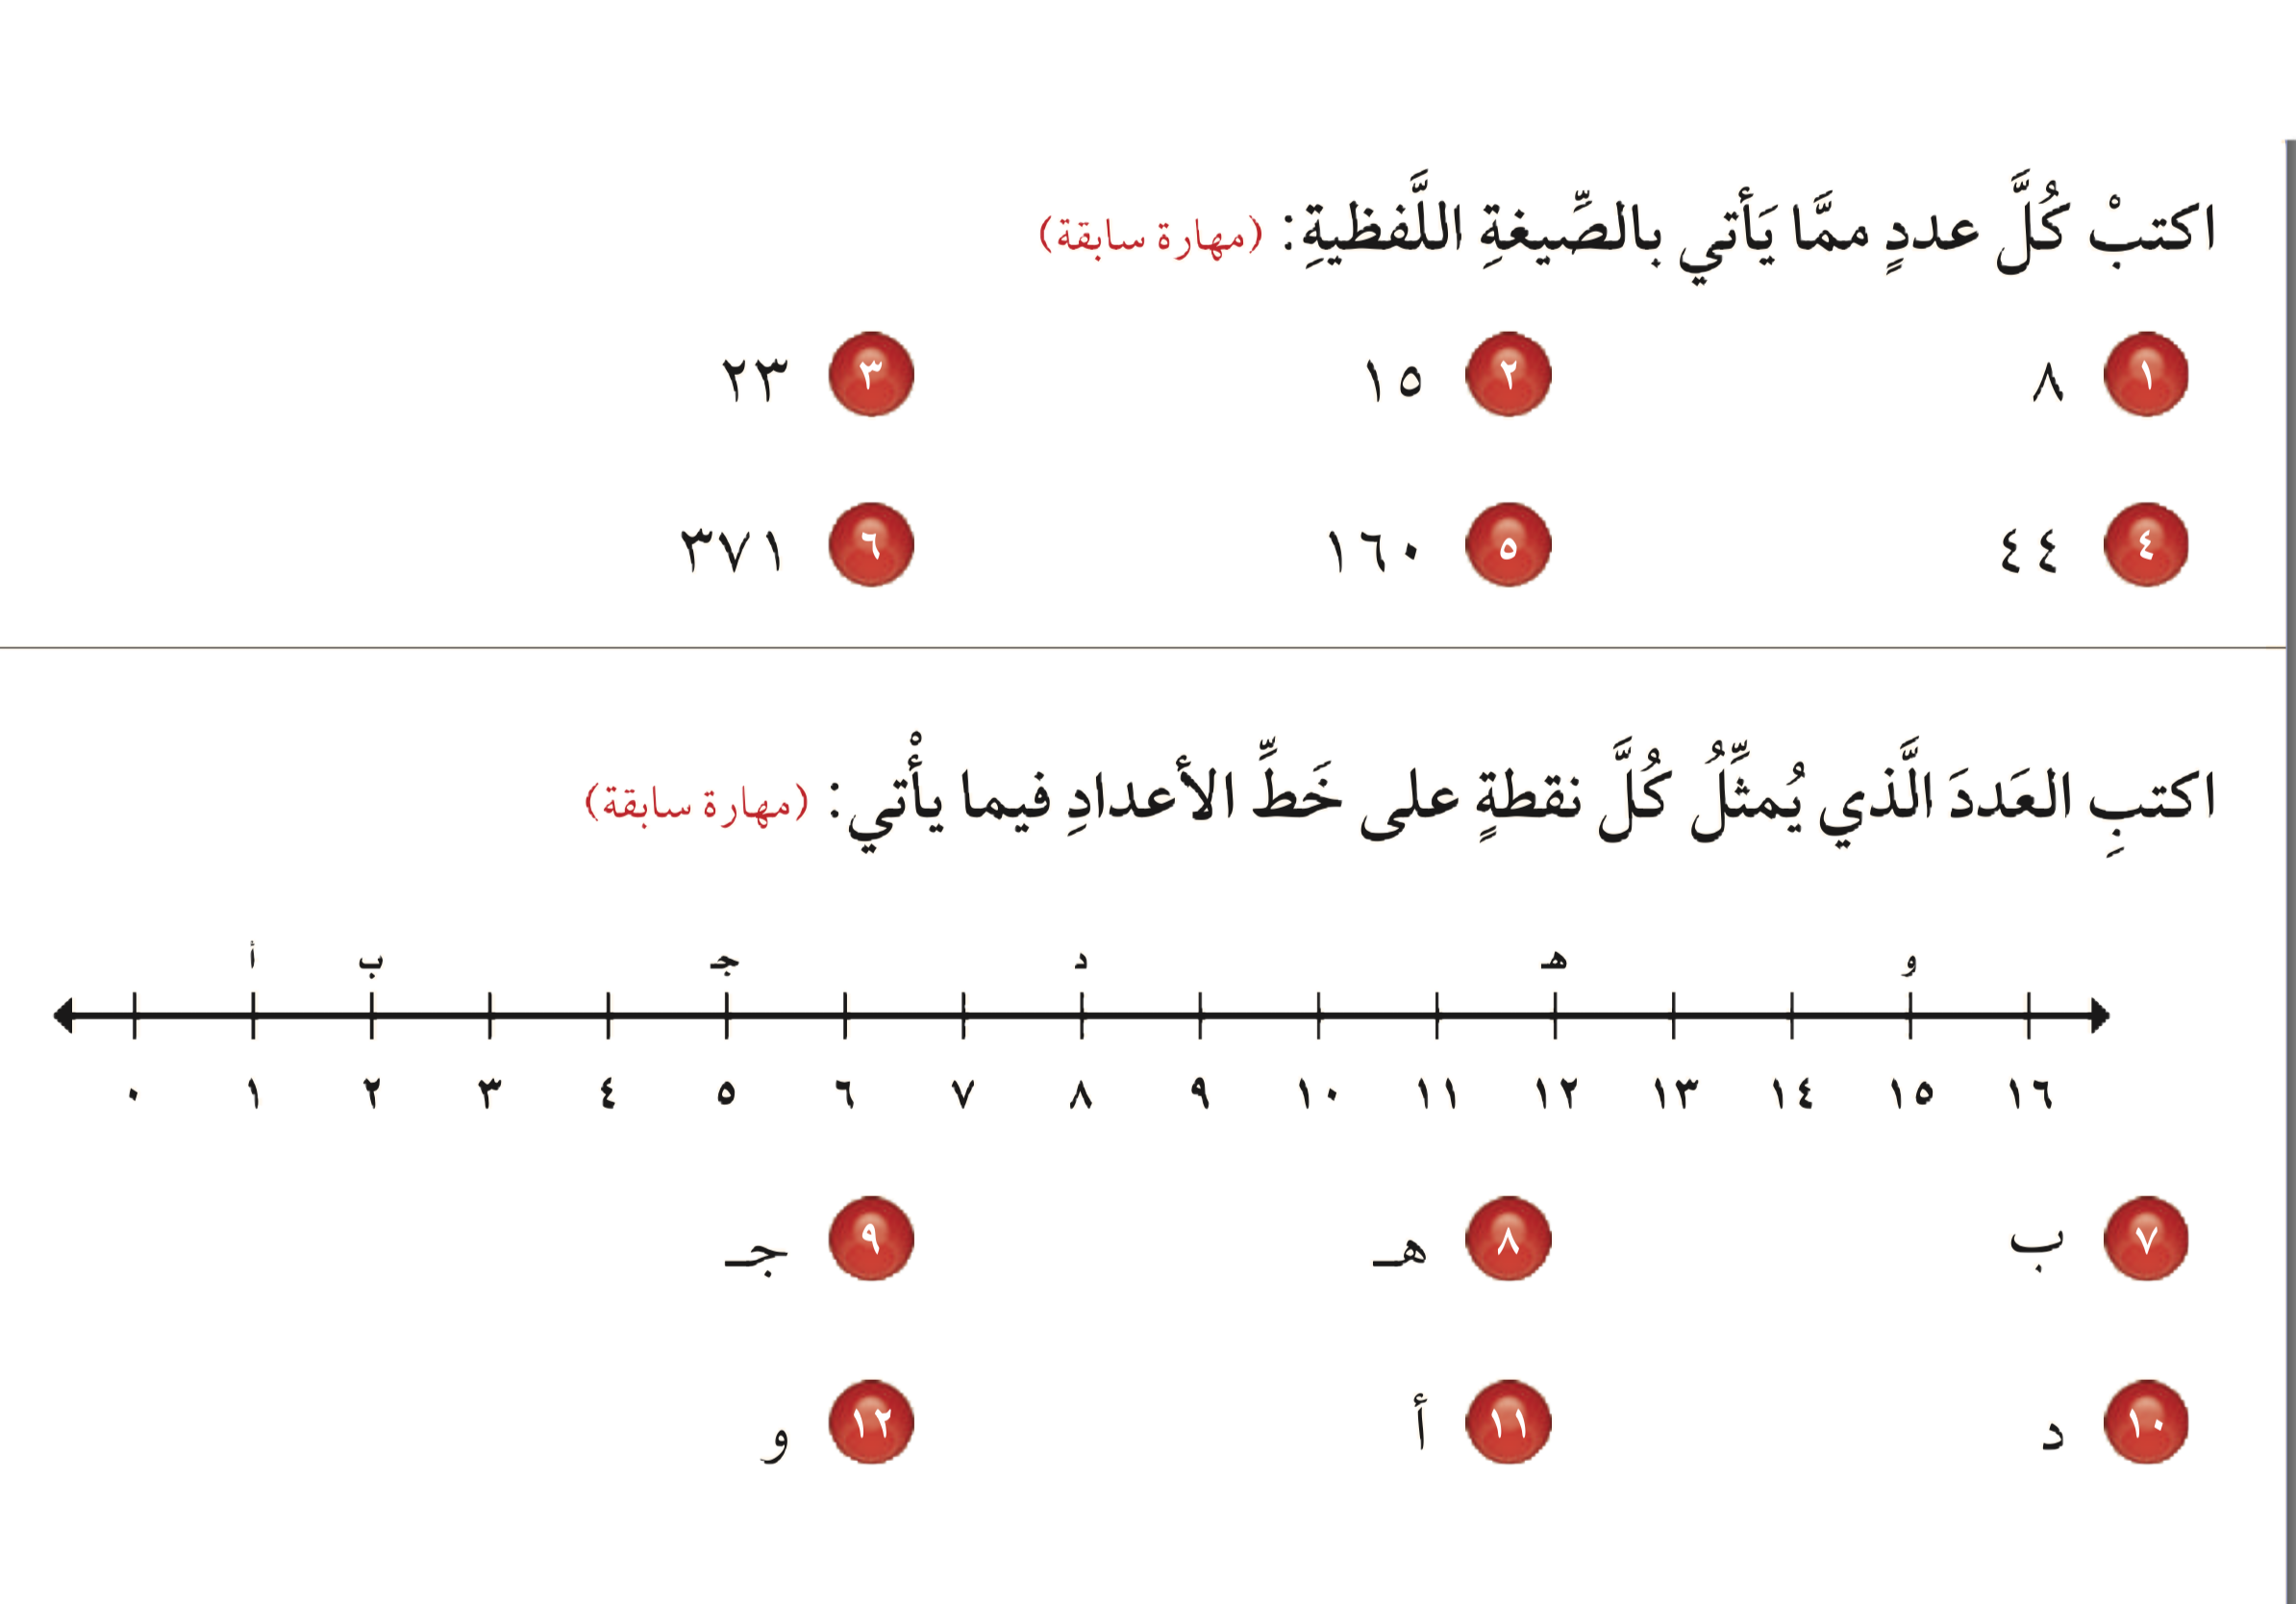 اكتبْ كُلَّ عددٍ ممَّا يَأتي بالصِّيغةِ اللَّفظيةِ: (مهارة سابقة)
١ ٨ ٢ ١٥ ٣ ٢٣
٤ ٤٤ ٥ ١٦٠ ٦ ٣٧١
اكتبِ الْعَددَ الَّذي يُمثِّلُ كُلَّ نقطةٍ على خَطِّ الأعدادِ فيما يأْتي: (مهارة سابقة)
أ ب جـ د هـ و
٠ ١ ٢ ٣ ٤ ٥ ٦ ٧ ٨ ٩ ١٠ ١١ ١٢ ١٣ ١٤ ١٥ ١٦
٧ ب ٨ هـ ٩ جـ
١٠ د ١١ أ ١٢ و